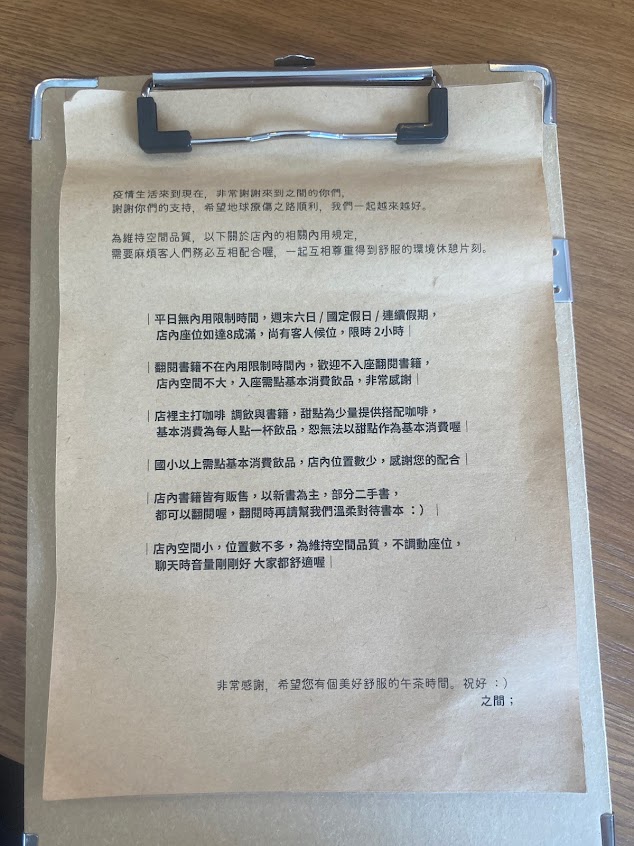 疫情生活來到現在，非常謝謝來到之間的你們，
謝謝你們的支持，希望地球療傷之路順利，我們一起越來越好。
為維持空間品質，以下關於店內的相關內用規定，
需要麻煩客人們務必互相配合喔，一起互相尊重得到舒服的環境休憩片刻。
｜平日無內用限制時間，週末六日 / 國定假日 / 連續假期，
店內座位如達8成滿，尚有客人候位，限時 2小時｜
｜翻閱書籍不在內用限制時間內，歡迎不入座翻閱書籍，
店內空間不大，入座需點基本消費飲品，非常感謝｜
｜店裡主打咖啡 調飲與書籍，甜點為少量提供搭配咖啡，
基本消費為每人點一杯飲品，恕無法以甜點作為基本消費喔｜
｜國小以上需點基本消費飲品，店內位置數少，感謝您的配合｜
｜店內書籍皆有販售，以新書為主，部分二手書，
都可以翻閱喔，翻閱時再請幫我們溫柔對待書本 ：）｜
｜店內空間小，位置數不多，為維持空間品質，不調動座位，
聊天時音量剛剛好 大家都舒適喔｜
非常感謝，希望您有個美好舒服的午茶時間。祝好 ：）
之間；